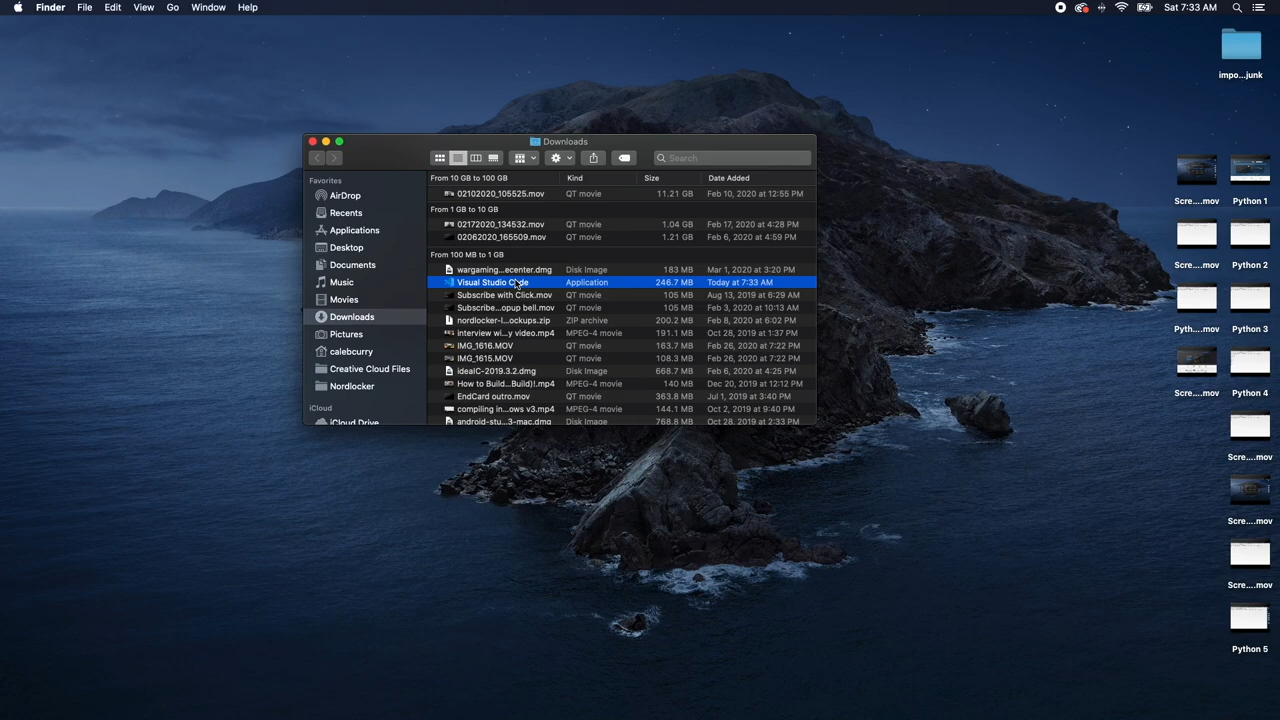 Finder File Edit View Go Window Help Sat 7:33 AM
impo...junk
Downloads
Search
Favorites
AirDrop
Recents
Applications
Desktop
Documents
Music
Movies
Downloads
Pictures
calebcurry
Creative Cloud Files
Nordlocker
iCloud
iCloud Drive
From 10 GB to 100 GB Kind Size Date Added
02102020_105525.mov QT movie 11.21 GB Feb 10, 2020 at 12:55 PM
From 1 GB to 10 GB
02172020_134532.mov QT movie 1.04 GB Feb 17, 2020 at 4:28 PM
02062020_165509.mov QT movie 1.21 GB Feb 6, 2020 at 4:59 PM
From 100 MB to 1 GB
wargaming...ecenter.dmg Disk Image 183 MB Mar 1, 2020 at 3:20 PM
Visual Studio Code Application 246.7 MB Today at 7:33 AM
Subscribe with Click.mov QT movie 105 MB Aug 13, 2019 at 6:29 AM
Subscribe...opup bell.mov QT movie 105 MB Feb 3, 2020 at 10:13 AM
nordlocker-l...ockups.zip ZIP archive 200.2 MB Feb 8, 2020 at 6:02 PM
interview wi...y video.mp4 MPEG-4 movie 191.1 MB Oct 28, 2019 at 1:37 PM
IMG_1616.MOV QT movie 163.7 MB Feb 26, 2020 at 7:22 PM
IMG_1615.MOV QT movie 108.3 MB Feb 26, 2020 at 7:22 PM
ideaIC-2019.3.2.dmg Disk Image 668.7 MB Feb 6, 2020 at 4:25 PM
How to Build...Build)!.mp4 MPEG-4 movie 140 MB Dec 20, 2019 at 12:12 PM
EndCard outro.mov QT movie 363.8 MB Jul 1, 2019 at 3:40 PM
compiling in...ows v3.mp4 MPEG-4 movie 144.1 MB Oct 2, 2019 at 9:40 PM
android-stu...3-mac.dmg Disk Image 768.8 MB Oct 28, 2019 at 2:33 PM
Scre....mov Python 1
Scre....mov Python 2
Pyth....mov Python 3
Scre....mov Python 4
Scre....mov
Scre....mov
Scre....mov
Python 5